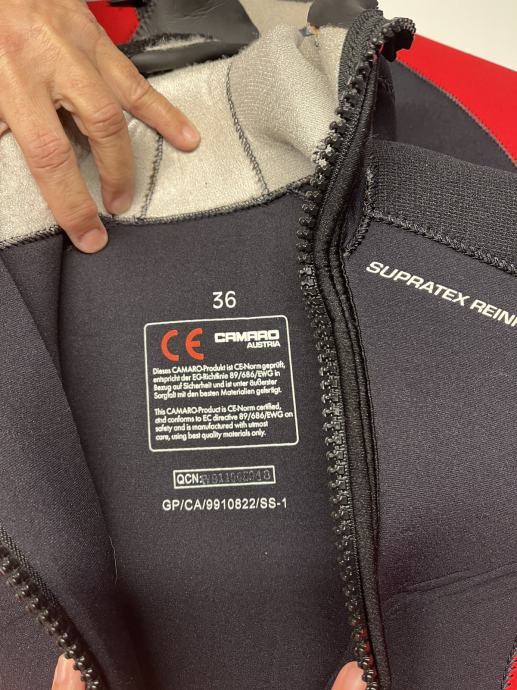 36
CE CAMARO
AUSTRIA
Dieses CAMARO-Produkt ist CE-Norm geprüft,
entspricht der EG-Richtlinie 89/686/EWG in
Bezug auf Sicherheit und ist unter äußerster
Sorgfalt mit den besten Materialien gefertigt.
This CAMARO-Product is CE-Norm certified,
and conforms to EC directive 89/686/EWG on
safety and is manufactured with utmost
care, using best quality materials only.
QCN:
GP/CA/9910822/SS-1
SUPRATEX REIN